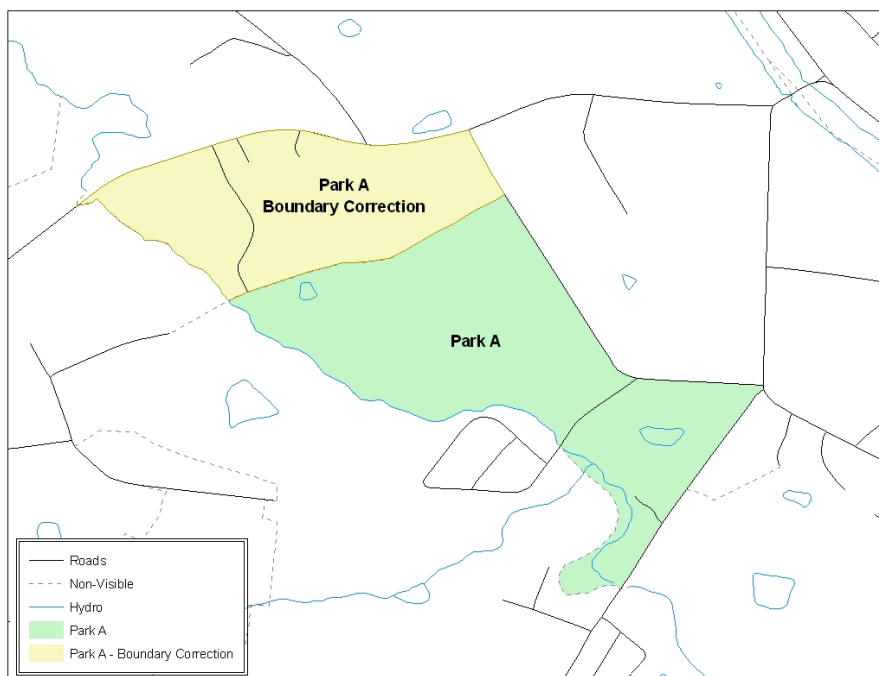 Park A
Boundary Correction
Park A
Roads
Non-Visible
Hydro
Park A
Park A - Boundary Correction